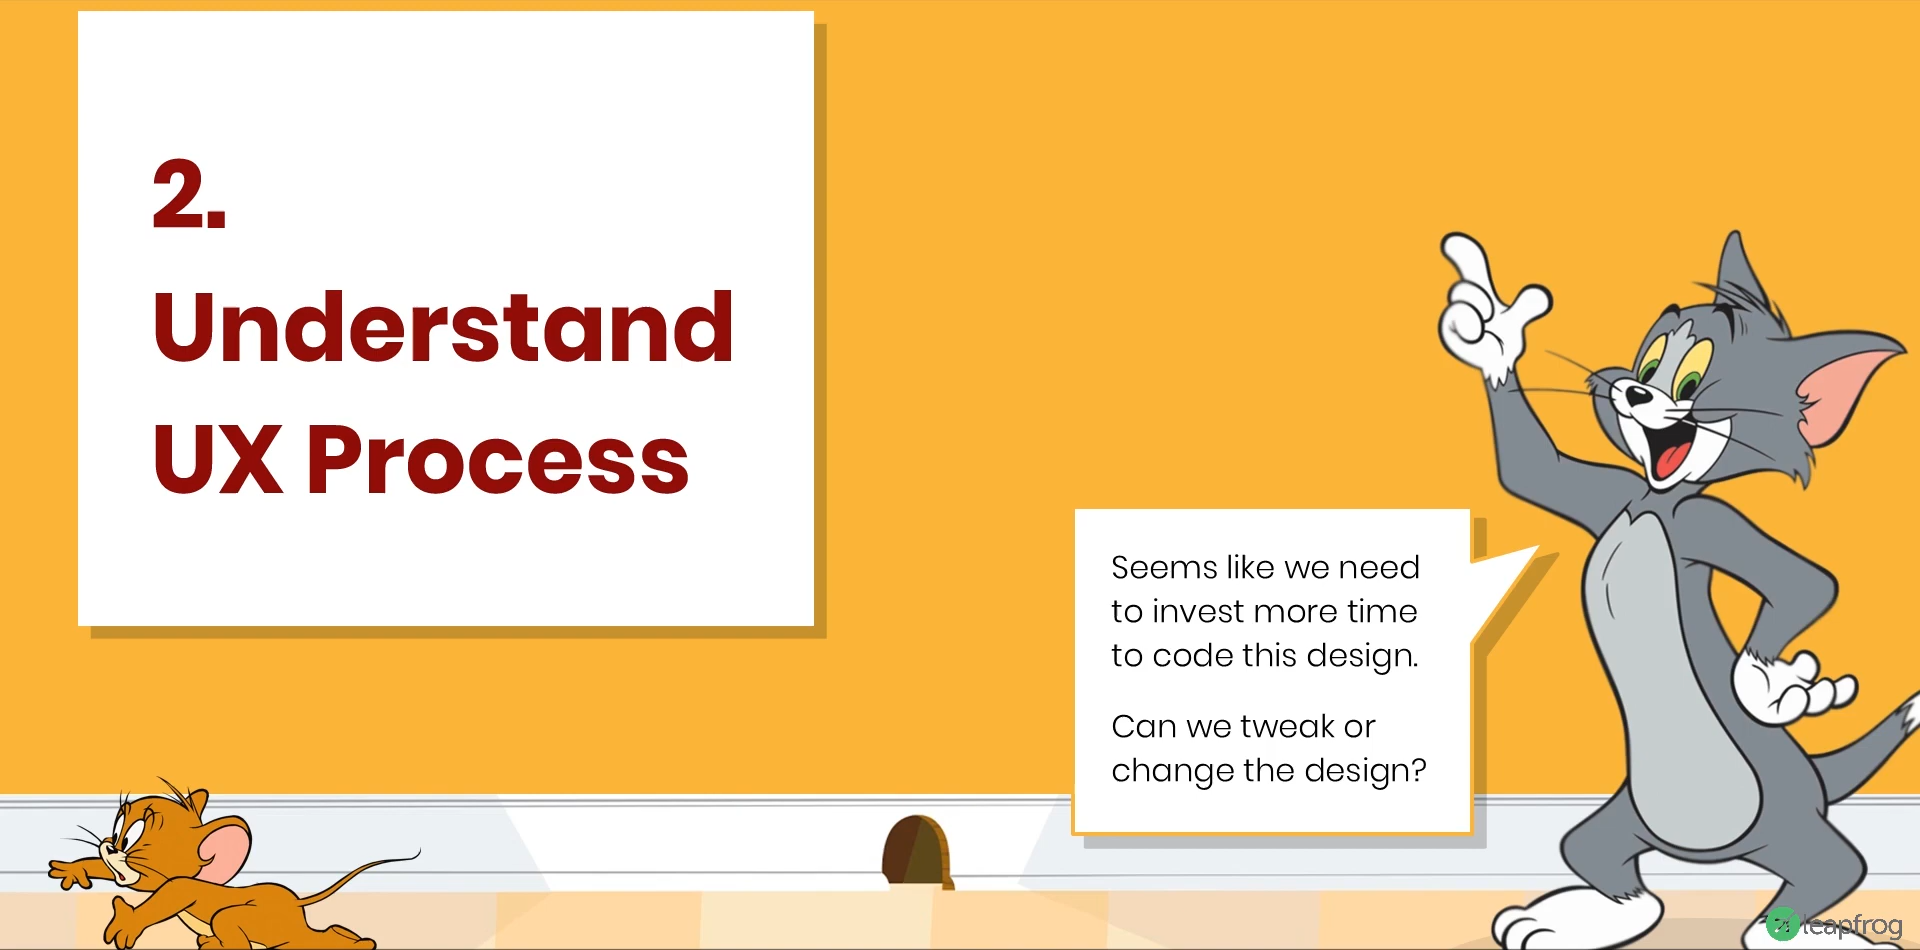 2.
Understand
UX Process
Seems like we need
to invest more time
to code this design.
Can we tweak or
change the design?
leapfrog